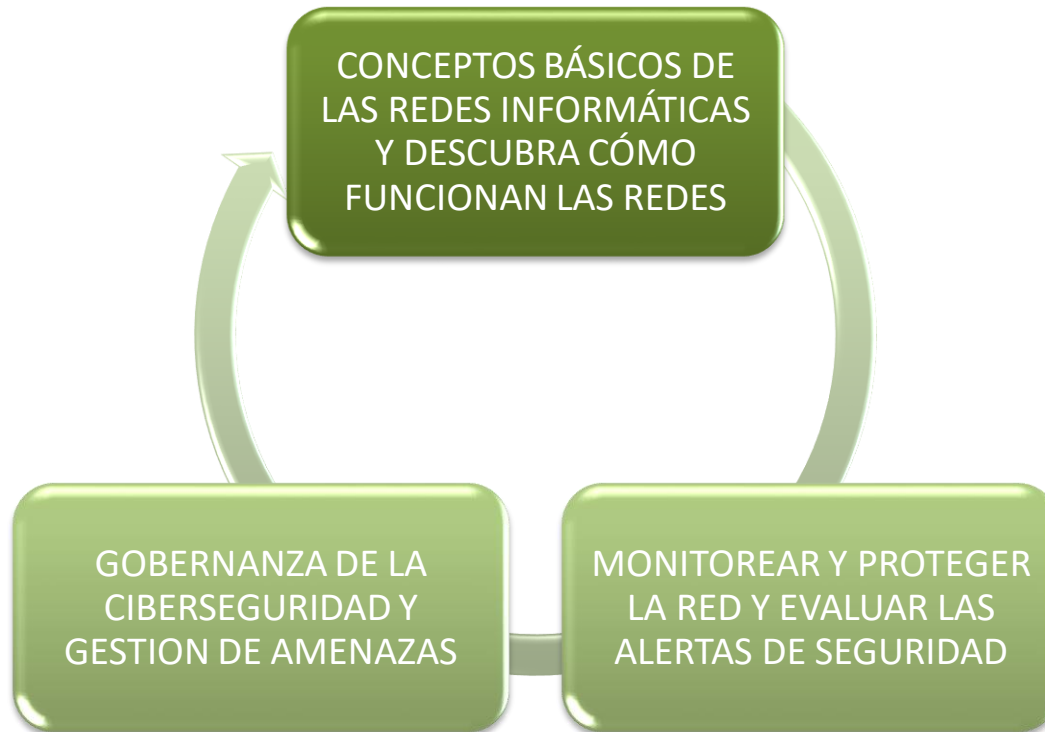 CONCEPTOS BÁSICOS DE
LAS REDES INFORMÁTICAS
Y DESCUBRA CÓMO
FUNCIONAN LAS REDES
GOBERNANZA DE LA
CIBERSEGURIDAD Y
GESTION DE AMENAZAS
MONITOREAR Y PROTEGER
LA RED Y EVALUAR LAS
ALERTAS DE SEGURIDAD